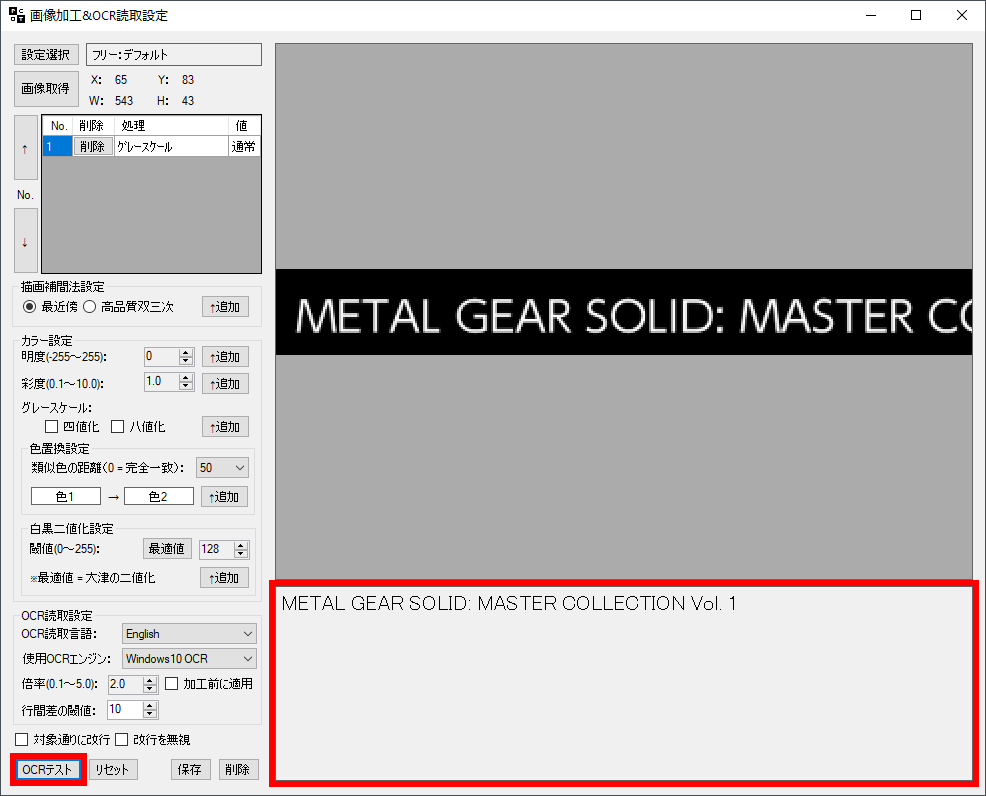 画像加工&OCR読取設定
設定選択 フリー:デフォルト
画像取得 X: 65 Y: 83
W: 543 H: 43
No. 削除 処理 値
1 削除 グレースケール 通常
↑
No.
↓
METAL GEAR SOLID: MASTER CO
描画補間法設定
最近傍 高品質双三次 ↑追加
カラー設定
明度(-255～255): 0 ↑追加
彩度(0.1～10.0): 1.0 ↑追加
グレースケール:
四値化 八値化 ↑追加
色置換設定
類似色の距離(0 = 完全一致): 50
色1 → 色2 ↑追加
白黒二値化設定
閾値(0～255): 最適値 128
※最適値 = 大津の二値化 ↑追加
METAL GEAR SOLID: MASTER COLLECTION Vol. 1
OCR読取設定
OCR読取言語: English
使用OCRエンジン: Windows10 OCR
倍率(0.1～5.0): 2.0 加工前に適用
行間差の閾値: 10
対象通りに改行 改行を無視
OCRテスト リセット 保存 削除